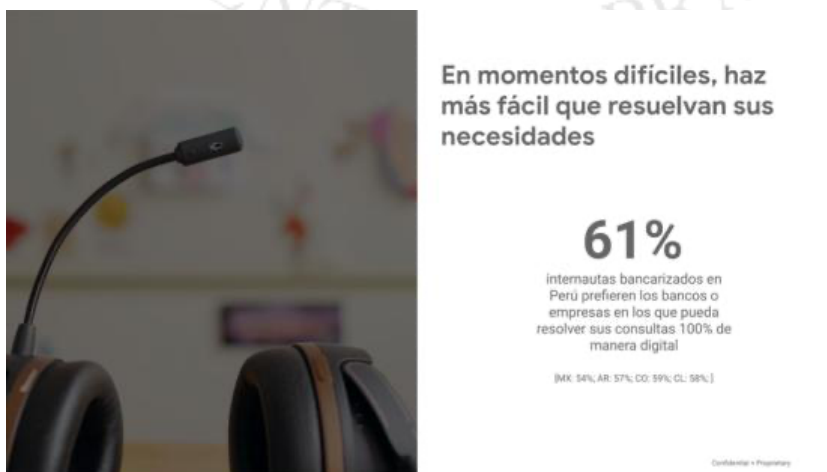 En momentos difíciles, haz
más fácil que resuelvan sus
necesidades
61%
internautas bancarizados en
Perú prefieren los bancos o
empresas en los que pueda
resolver sus consultas 100% de
manera digital
[MX: 54%; AR: 57%; CO: 59%; CL: 58%; ]
Confidential + Proprietary